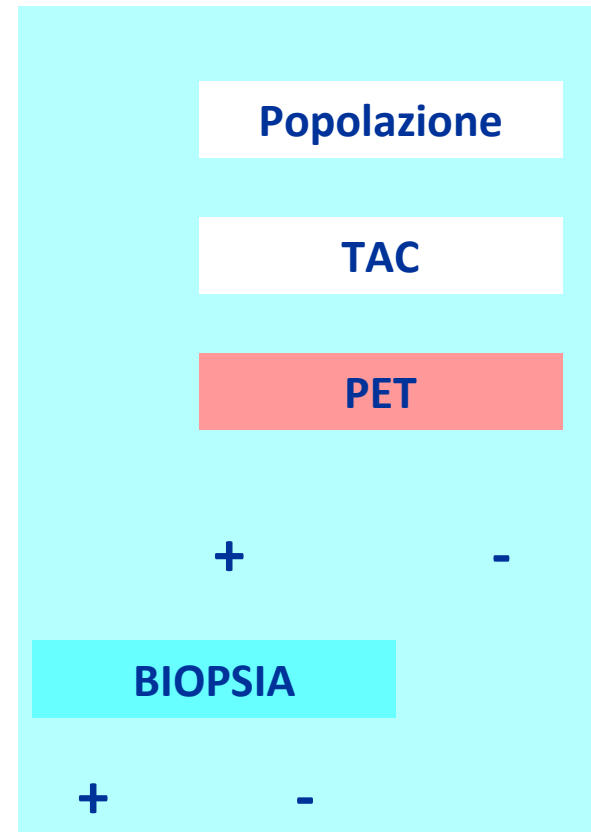 Popolazione
TAC
PET
+ -
BIOPSIA
+ -